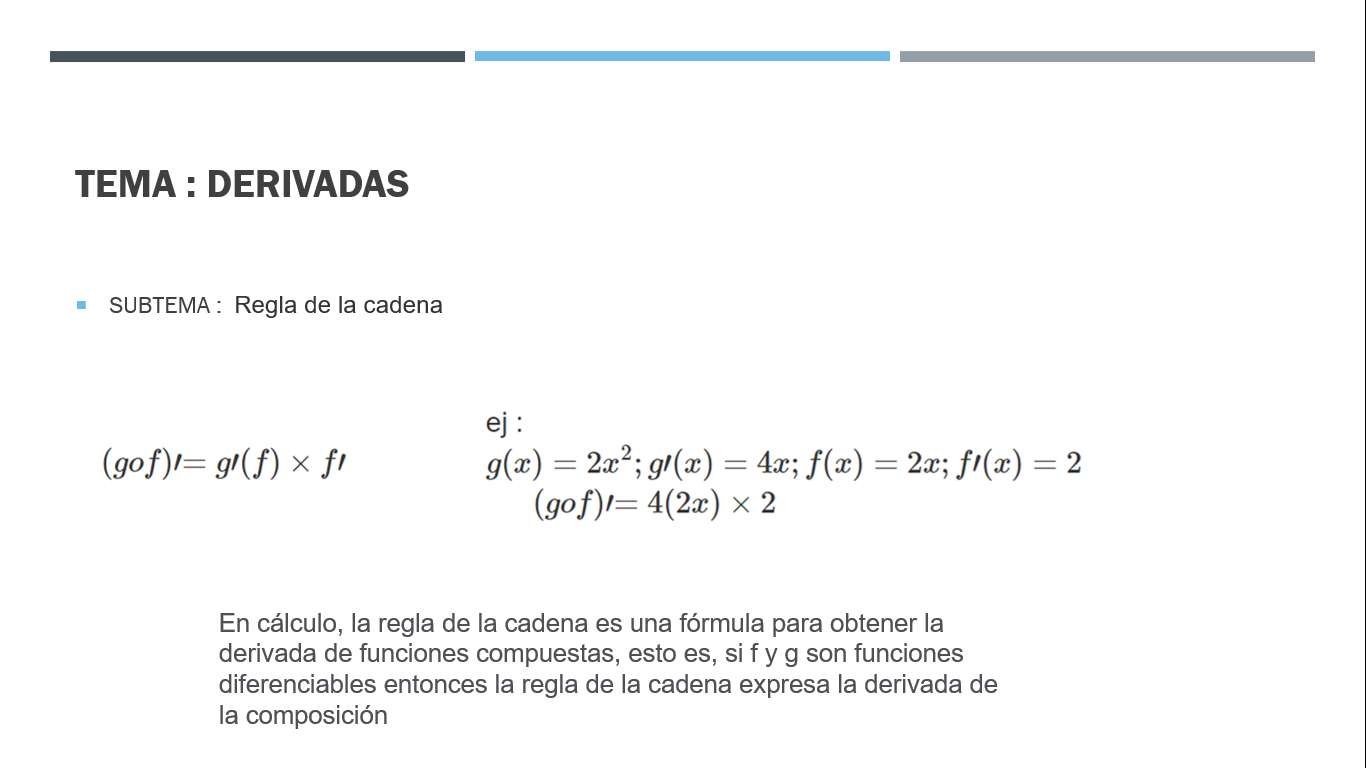 TEMA : DERIVADAS
SUBTEMA : Regla de la cadena
(gof)′= g′(f) × f′
ej :
g(x) = 2x²; g′(x) = 4x; f(x) = 2x; f′(x) = 2
(gof)′= 4(2x) × 2
En cálculo, la regla de la cadena es una fórmula para obtener la
derivada de funciones compuestas, esto es, si f y g son funciones
diferenciables entonces la regla de la cadena expresa la derivada de
la composición